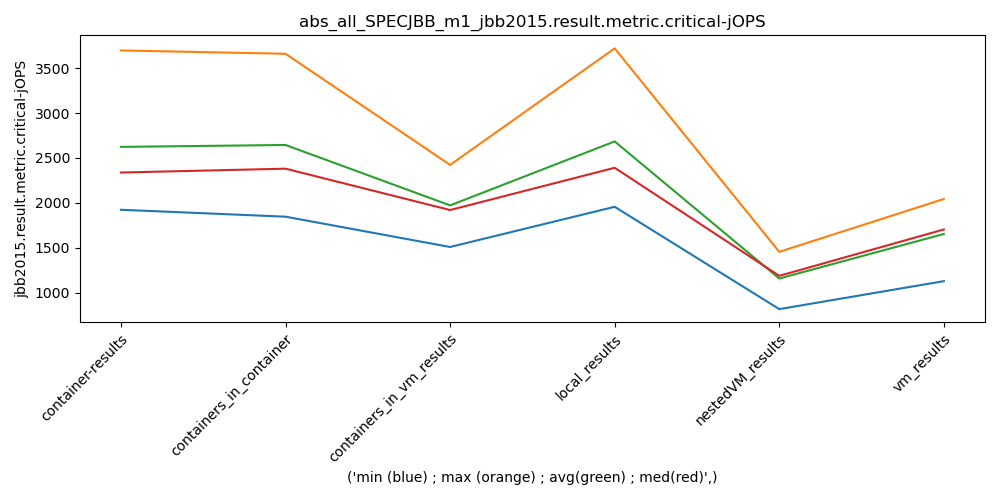 abs_all_SPECJBB_m1_jbb2015.result.metric.critical-jOPS
jbb2015.result.metric.critical-jOPS
3500
3000
2500
2000
1500
1000
container-results
containers_in_container
containers_in_vm_results
local_results
nestedVM_results
vm_results
('min (blue) ; max (orange) ; avg(green) ; med(red)',)